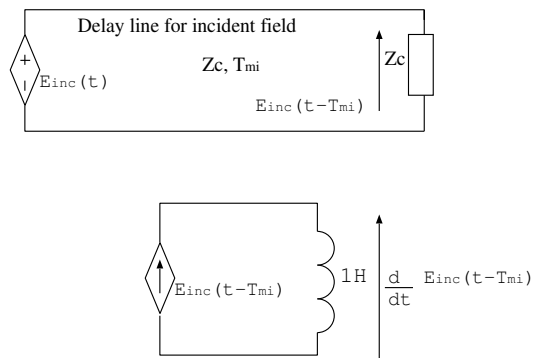 Delay line for incident field
+
−
Einc(t)
Zc, Tmi
Zc
Einc(t-Tmi)
Einc(t-Tmi)
1H
d
dt
Einc(t-Tmi)